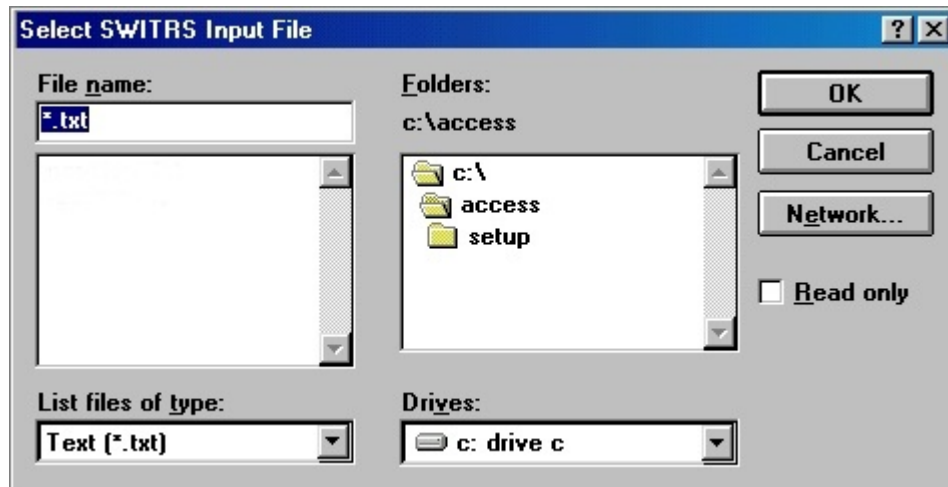 Select SWITRS Input File
File name:
*.txt
List files of type:
Text (*.txt)
Folders:
c:\access
c:\
access
setup
Drives:
c: drive c
OK
Cancel
Network...
Read only